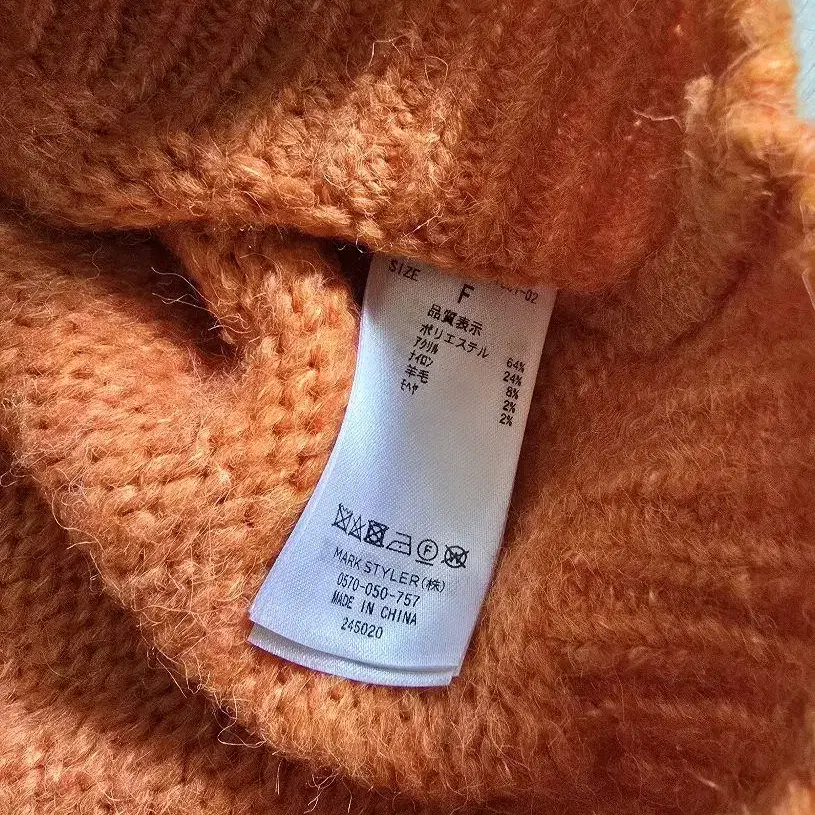 SIZE
F
品質表示
ポリエステル 64%
アクリル 24%
ナイロン 8%
羊毛 2%
モヘヤ 2%
MARK STYLER(株)
0570-050-757
MADE IN CHINA
245020